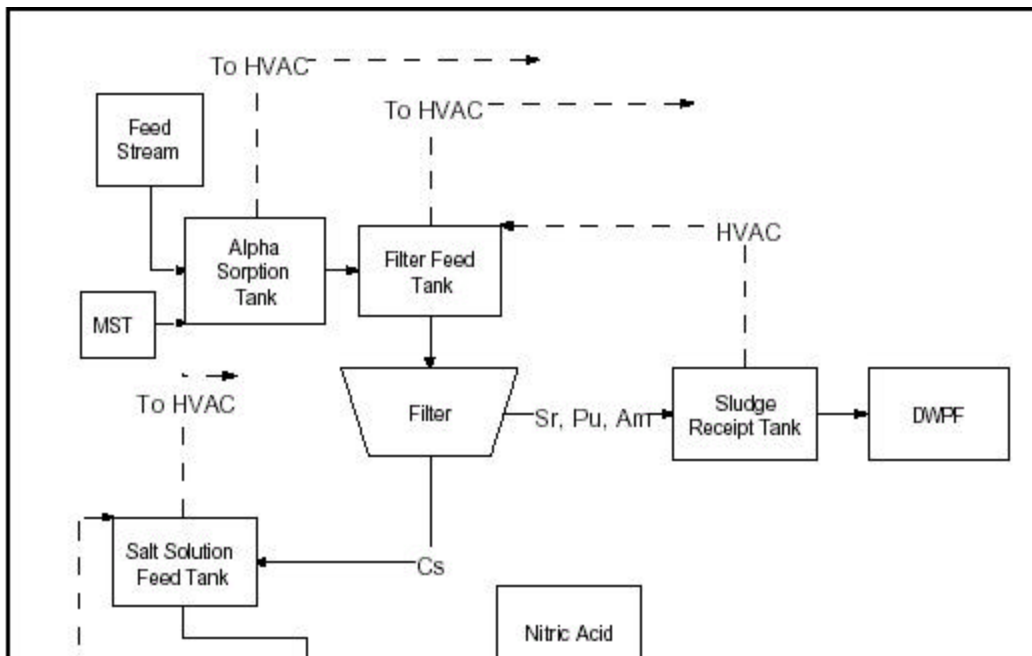 To HVAC
To HVAC
Feed
Stream
Alpha
Sorption
Tank
Filter Feed
Tank
HVAC
MST
To HVAC
Filter
Sr, Pu, Am
Sludge
Receipt Tank
DWPF
Salt Solution
Feed Tank
Cs
Nitric Acid